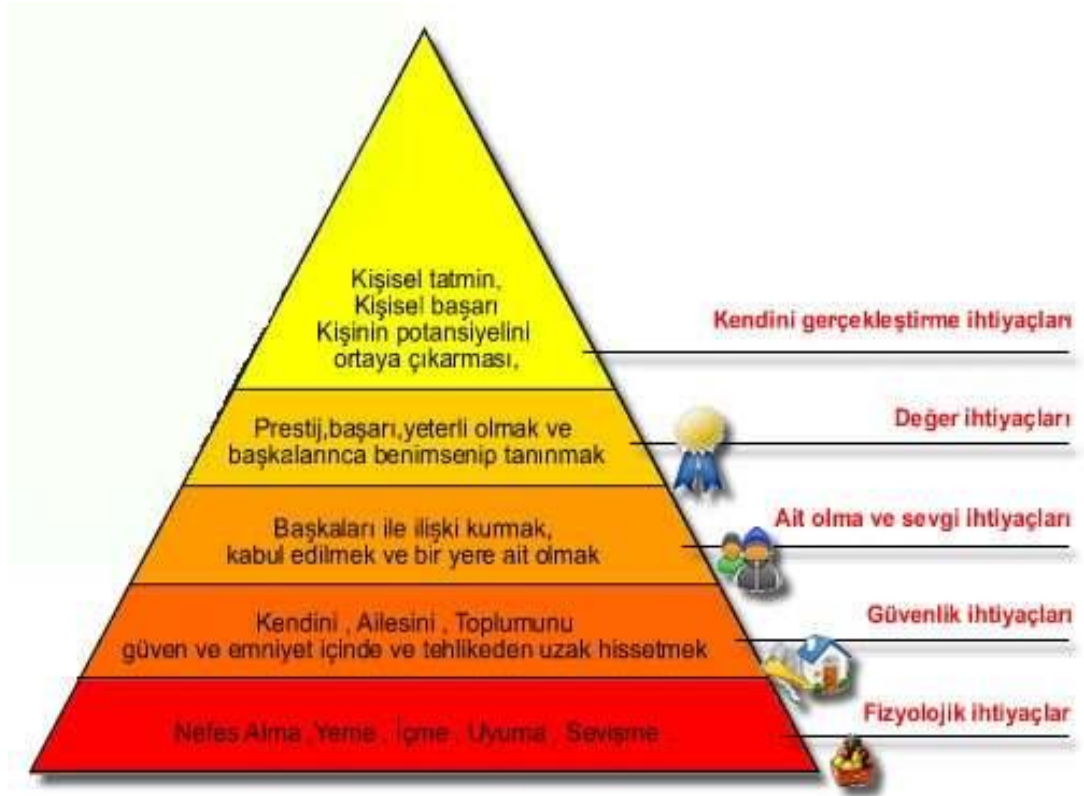 Kişisel tatmin,
Kişisel başarı
Kişinin potansiyelini
ortaya çıkarması,
Kendini gerçekleştirme ihtiyaçları
Prestij,başarı,yeterli olmak ve
başkalarınca benimsenip tanınmak
Değer ihtiyaçları
Başkaları ile ilişki kurmak,
kabul edilmek ve bir yere ait olmak
Ait olma ve sevgi ihtiyaçları
Kendini , Ailesini , Toplumunu
güven ve emniyet içinde ve tehlikeden uzak hissetmek
Güvenlik ihtiyaçları
Nefes Alma , Yeme , İçme , Uyuma , Sevişme
Fizyolojik ihtiyaçlar